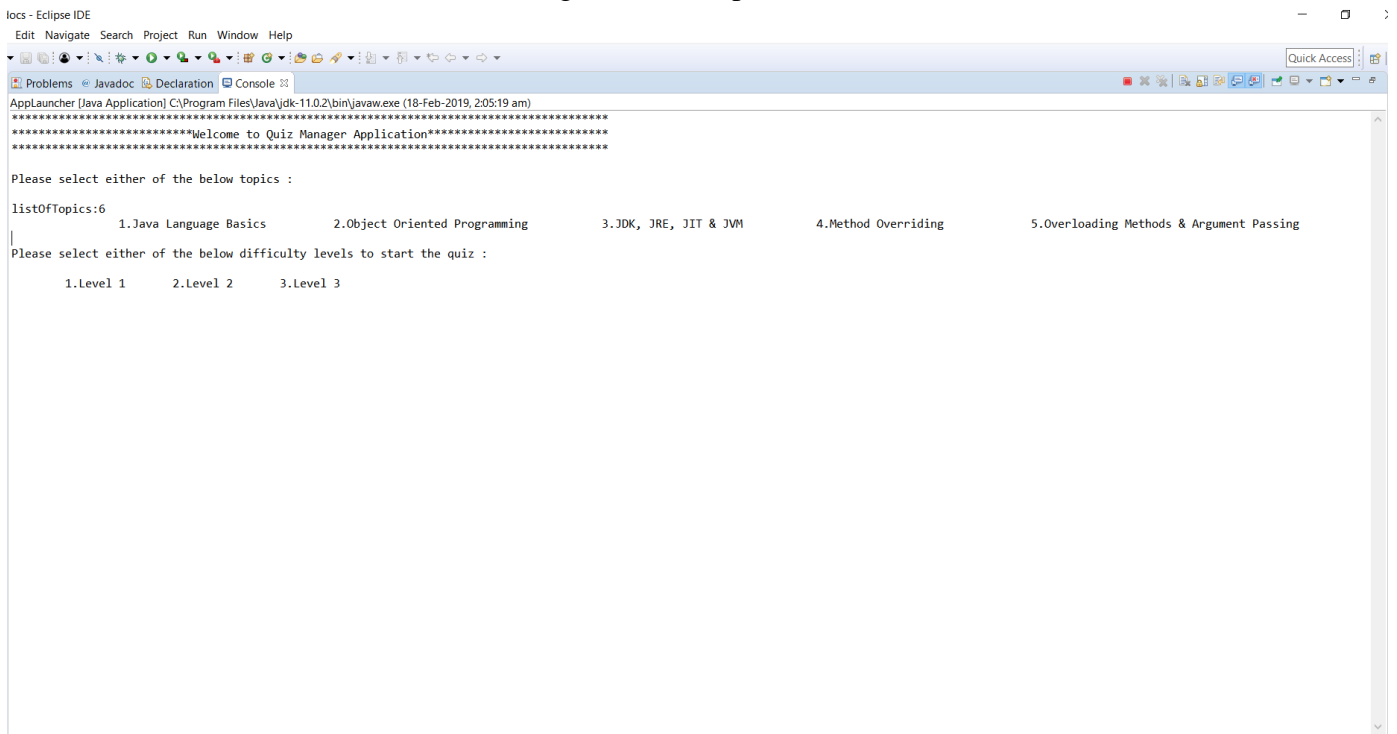 locs - Eclipse IDE
Edit Navigate Search Project Run Window Help
Quick Access
Problems Javadoc Declaration Console
AppLauncher [Java Application] C:\Program Files\Java\jdk-11.0.2\bin\javaw.exe (18-Feb-2019, 2:05:19 am)
*****************************************************************************************
***************************Welcome to Quiz Manager Application***************************
*****************************************************************************************
Please select either of the below topics :
listOfTopics:6
1.Java Language Basics 2.Object Oriented Programming 3.JDK, JRE, JIT & JVM 4.Method Overriding 5.Overloading Methods & Argument Passing
Please select either of the below difficulty levels to start the quiz :
1.Level 1 2.Level 2 3.Level 3